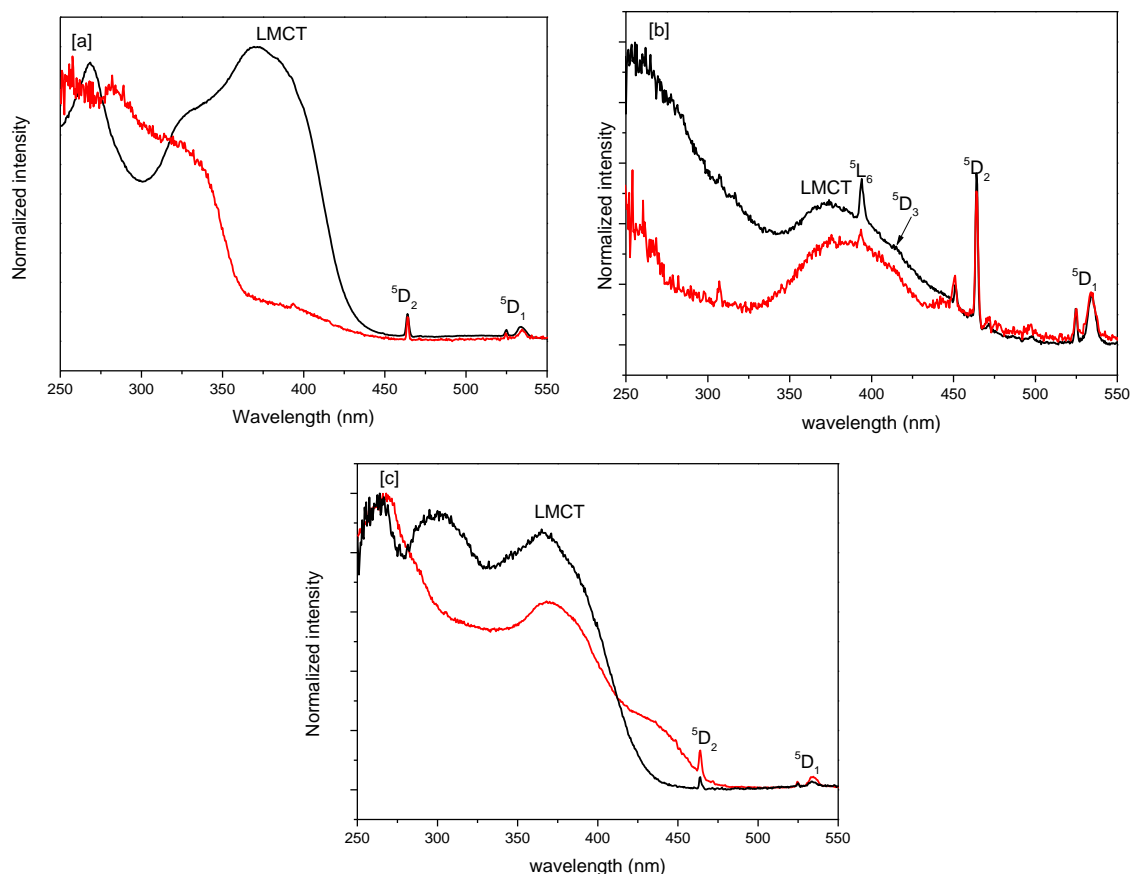 [a]
LMCT
⁵D₂
⁵D₁
Normalized intensity
250 300 350 400 450 500 550
Wavelength (nm)
[b]
LMCT
⁵L₆
⁵D₃
⁵D₂
⁵D₁
Normalized intensity
250 300 350 400 450 500 550
wavelength (nm)
[c]
LMCT
⁵D₂
⁵D₁
Normalized intensity
250 300 350 400 450 500 550
wavelength (nm)